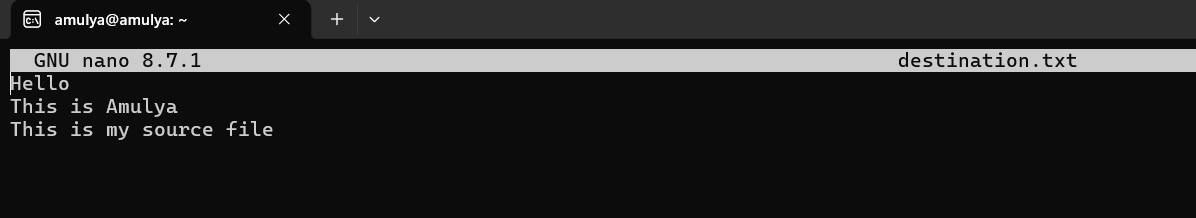 amulya@amulya: ~
GNU nano 8.7.1 destination.txt
Hello
This is Amulya
This is my source file